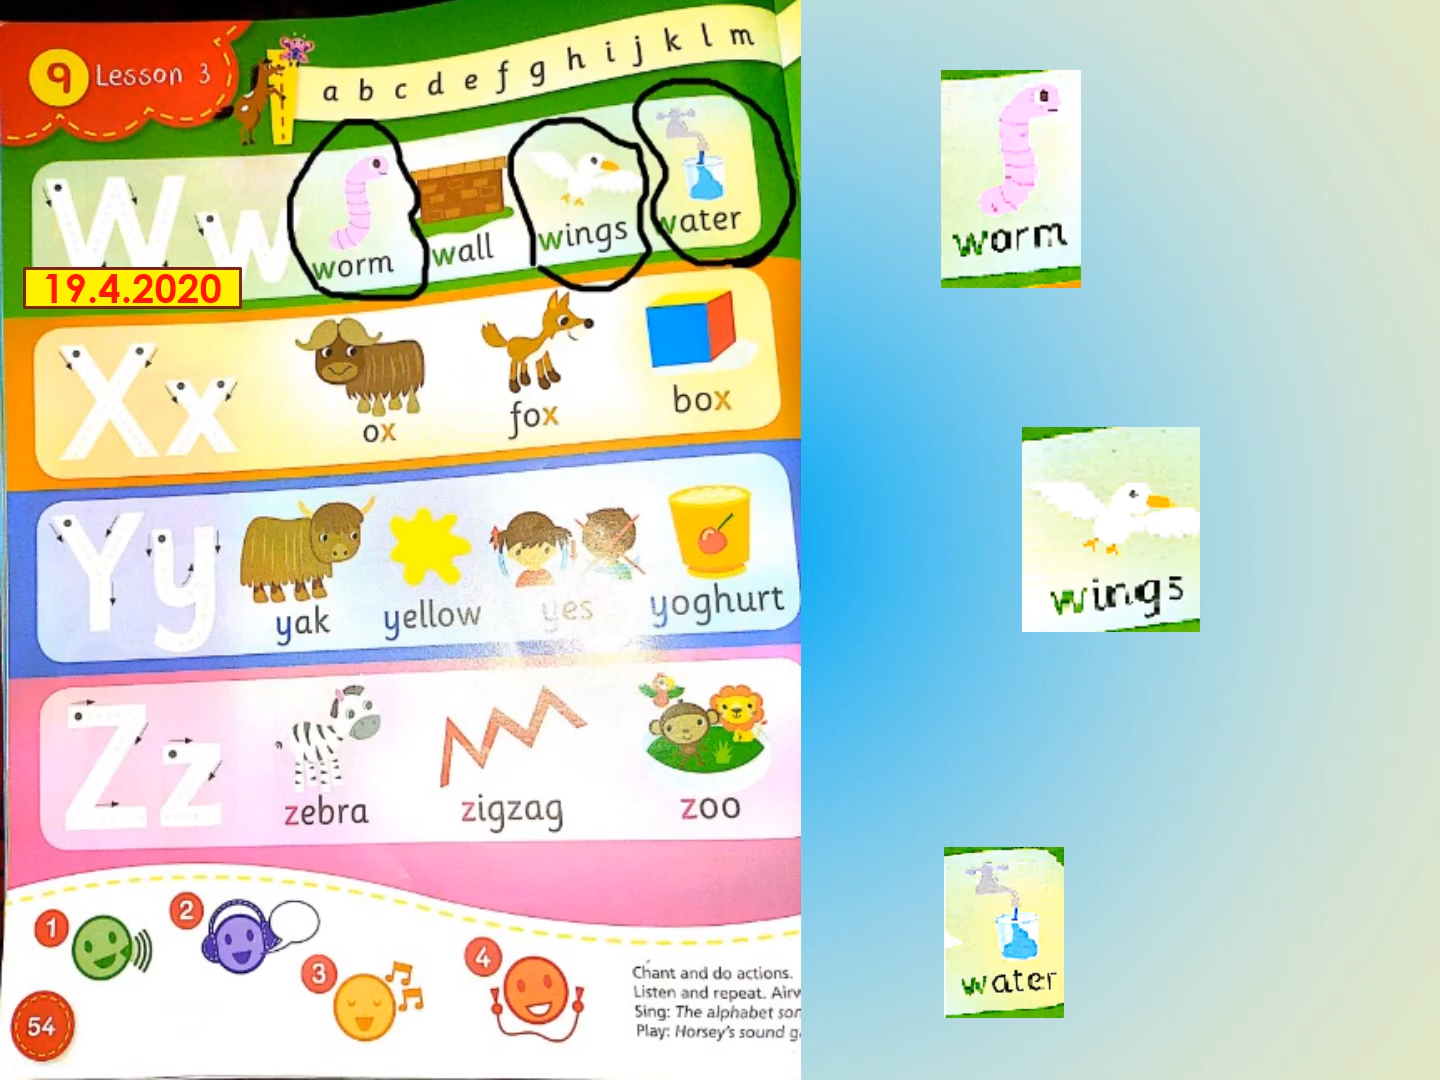 9 Lesson 3
a b c d e f g h i j k l m
W w
worm wall wings water
19.4.2020
X x
ox fox box
Y y
yak yellow yes yoghurt
Z z
zebra zigzag zoo
1 2 3 4
Chant and do actions.
Listen and repeat.
Sing: The alphabet
Play: Horsey's sound
54
worm
wings
water